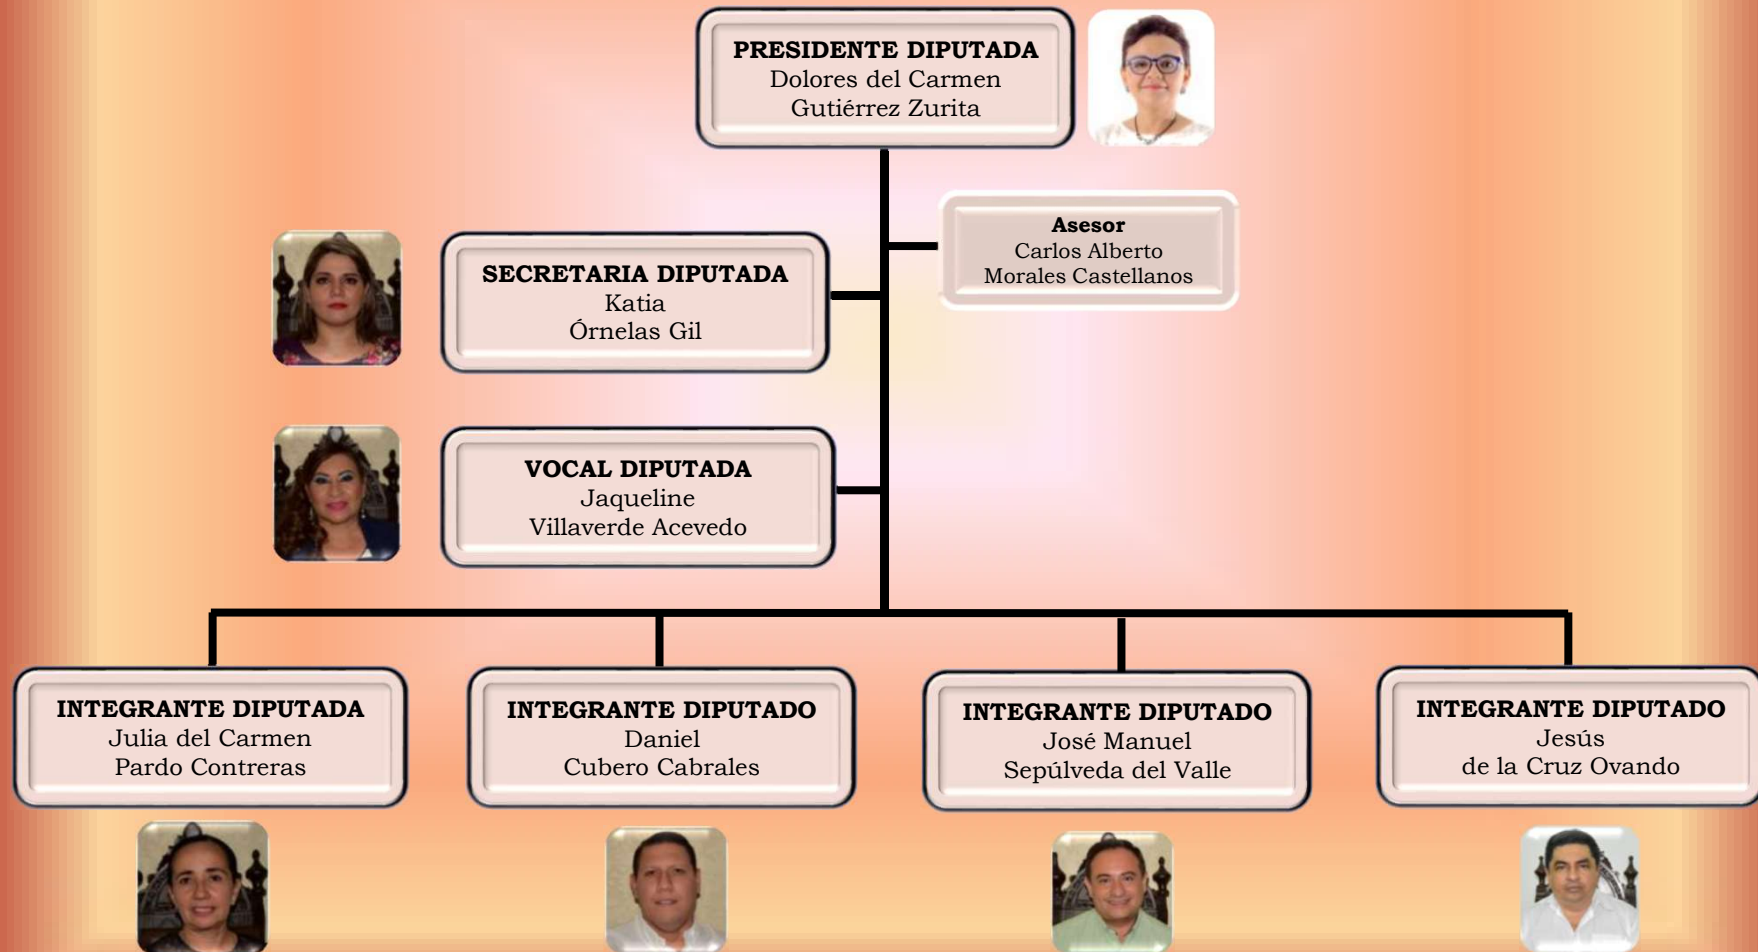 PRESIDENTE DIPUTADA
Dolores del Carmen
Gutiérrez Zurita
Asesor
Carlos Alberto
Morales Castellanos
SECRETARIA DIPUTADA
Katia
Órnelas Gil
VOCAL DIPUTADA
Jaqueline
Villaverde Acevedo
INTEGRANTE DIPUTADA
Julia del Carmen
Pardo Contreras
INTEGRANTE DIPUTADO
Daniel
Cubero Cabrales
INTEGRANTE DIPUTADO
José Manuel
Sepúlveda del Valle
INTEGRANTE DIPUTADO
Jesús
de la Cruz Ovando